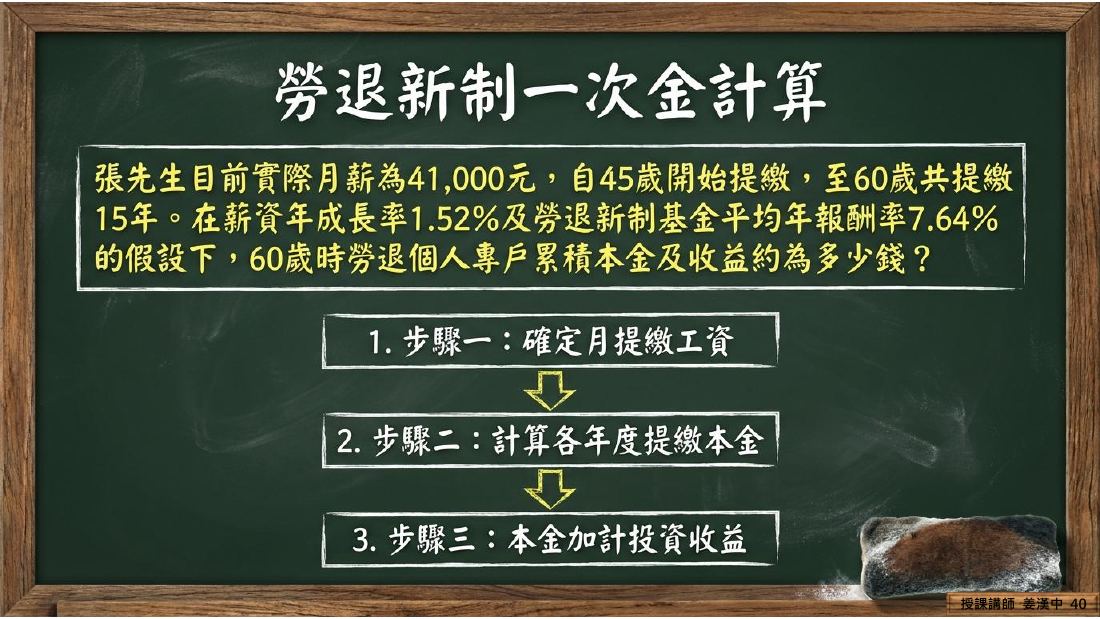 勞退新制一次金計算
張先生目前實際月薪為41,000元，自45歲開始提繳，至60歲共提繳
15年。在薪資年成長率1.52%及勞退新制基金平均年報酬率7.64%
的假設下，60歲時勞退個人專戶累積本金及收益約為多少錢？
1. 步驟一：確定月提繳工資
2. 步驟二：計算各年度提繳本金
3. 步驟三：本金加計投資收益
授課講師 姜漢中 40